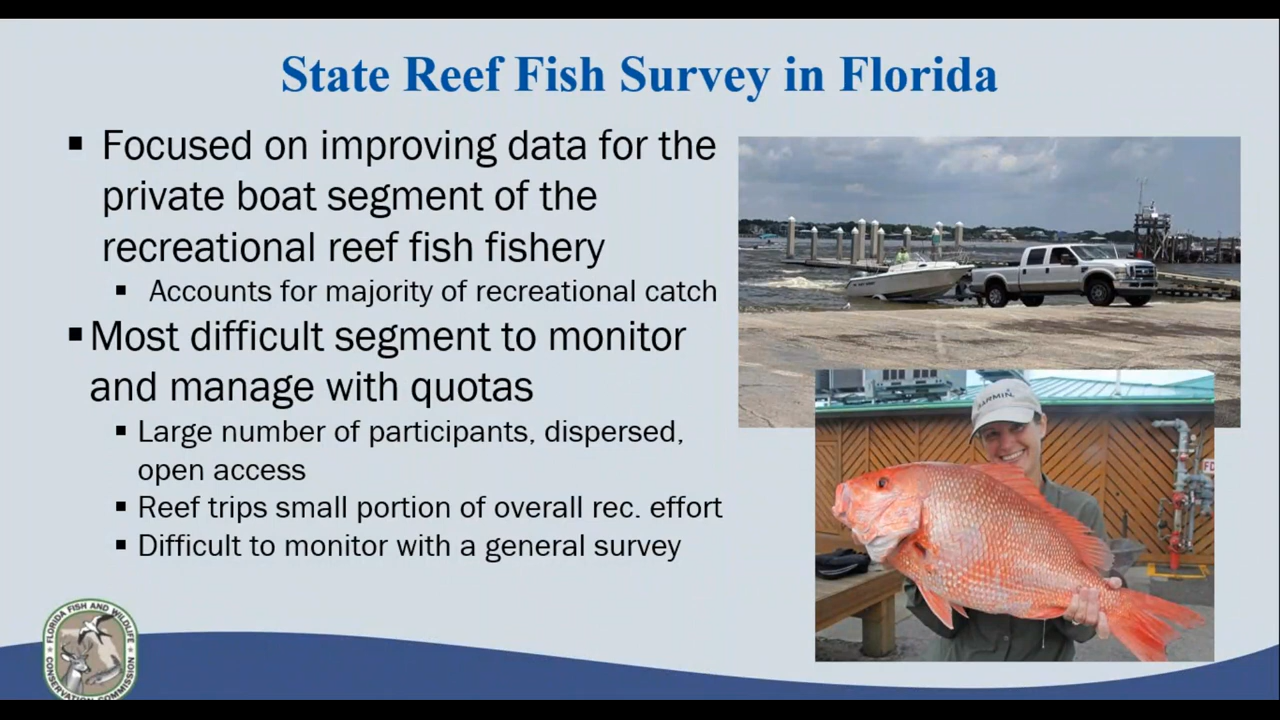 State Reef Fish Survey in Florida
▪ Focused on improving data for the
private boat segment of the
recreational reef fish fishery
▪ Accounts for majority of recreational catch
▪ Most difficult segment to monitor
and manage with quotas
▪ Large number of participants, dispersed,
open access
▪ Reef trips small portion of overall rec. effort
▪ Difficult to monitor with a general survey
GARMIN
FD
FLORIDA FISH AND WILDLIFE
CONSERVATION COMMISSION